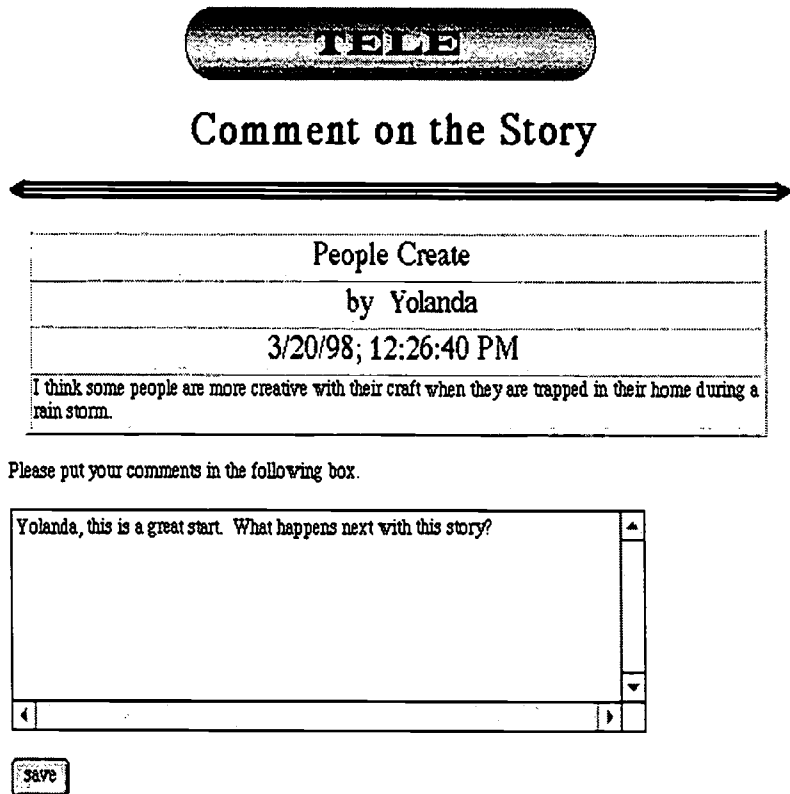 TELE
Comment on the Story
People Create
by Yolanda
3/20/98; 12:26:40 PM
I think some people are more creative with their craft when they are trapped in their home during a
rain storm.
Please put your comments in the following box.
Yolanda, this is a great start. What happens next with this story?
save